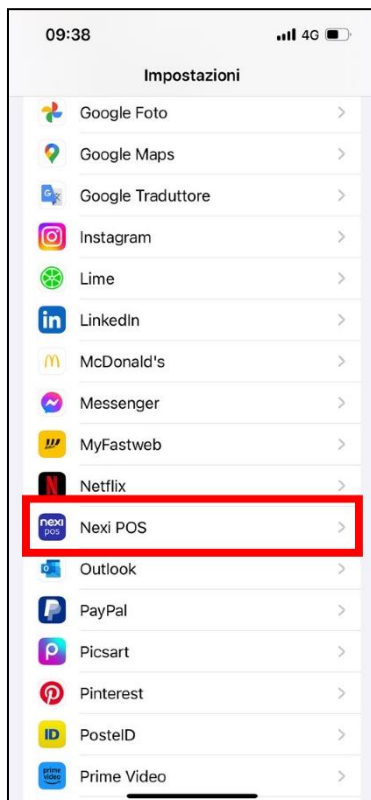 09:38 4G
Impostazioni
Google Foto
Google Maps
Google Traduttore
Instagram
Lime
in LinkedIn
McDonald's
Messenger
MyFastweb
Netflix
nexi pos Nexi POS
Outlook
PayPal
Picsart
Pinterest
ID PosteID
prime video Prime Video